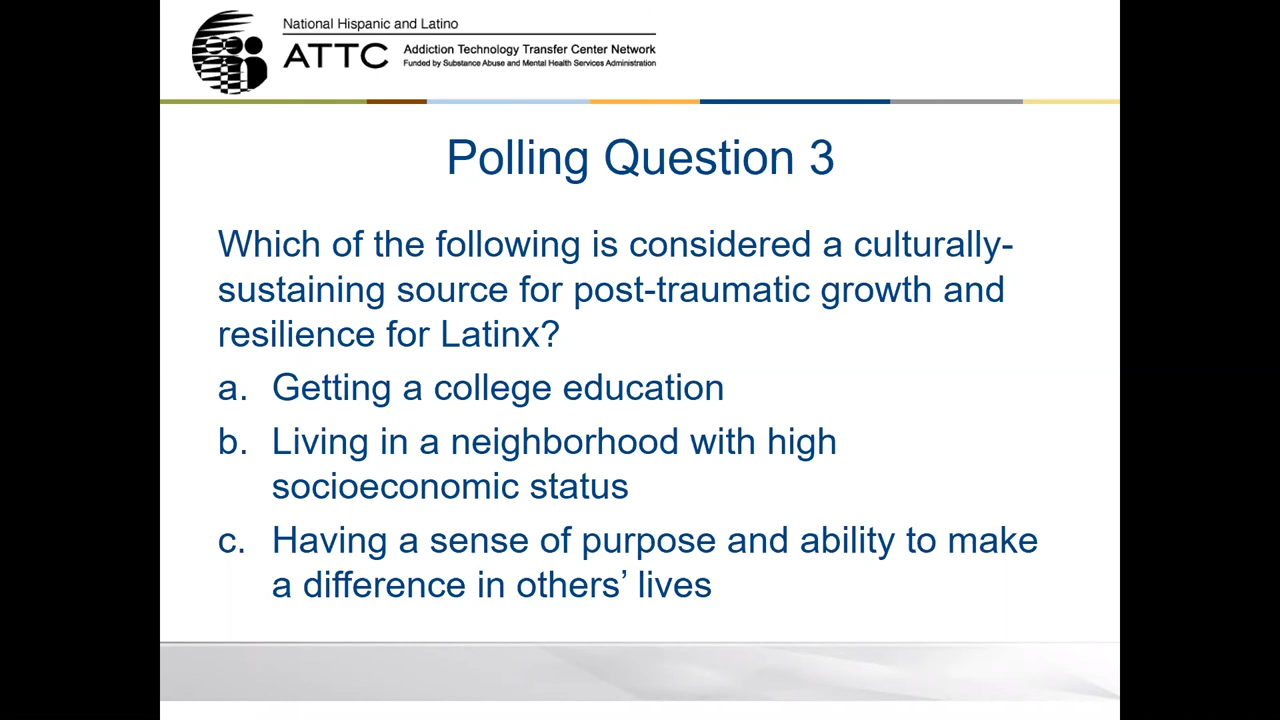 National Hispanic and Latino
ATTC
Addiction Technology Transfer Center Network
Funded by Substance Abuse and Mental Health Services Administration
Polling Question 3
Which of the following is considered a culturally-
sustaining source for post-traumatic growth and
resilience for Latinx?
a. Getting a college education
b. Living in a neighborhood with high
socioeconomic status
c. Having a sense of purpose and ability to make
a difference in others’ lives